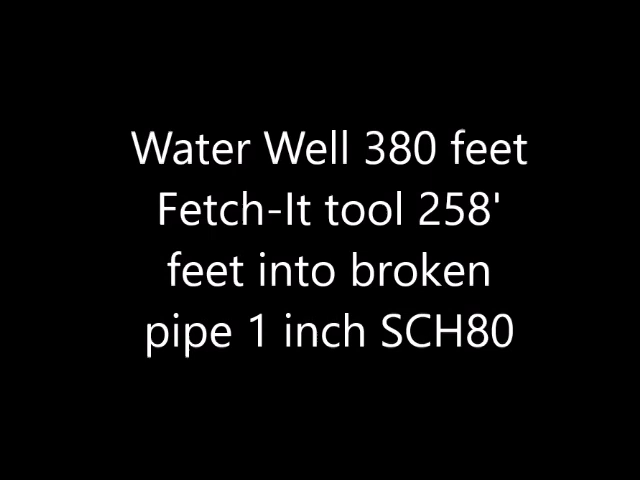 Water Well 380 feet
Fetch-It tool 258'
feet into broken
pipe 1 inch SCH80